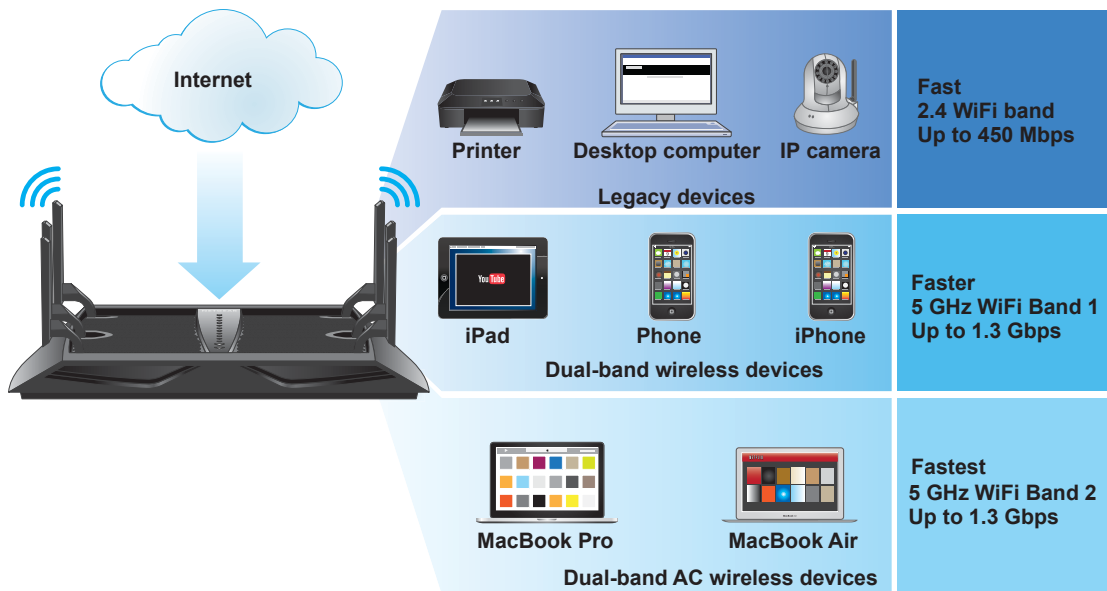 Internet
Printer
Desktop computer
IP camera
Legacy devices
Fast
2.4 WiFi band
Up to 450 Mbps
YouTube
iPad
Phone
iPhone
Dual-band wireless devices
Faster
5 GHz WiFi Band 1
Up to 1.3 Gbps
MacBook Pro
MacBook Air
Dual-band AC wireless devices
Fastest
5 GHz WiFi Band 2
Up to 1.3 Gbps